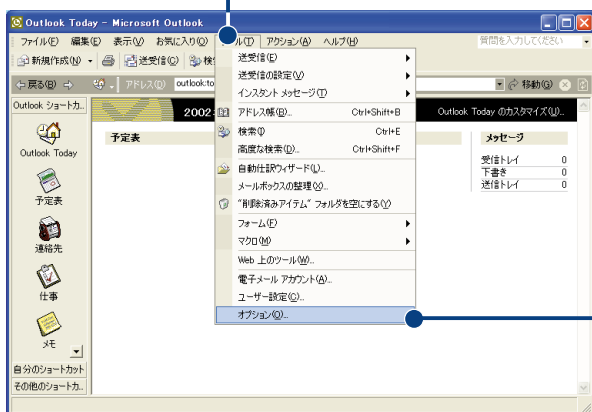 Outlook Today - Microsoft Outlook
ファイル(F) 編集(E) 表示(V) お気に入り(O) ツール(T) アクション(A) ヘルプ(H) 質問を入力してください
新規作成(N) 送受信(C) 検索
戻る(B) アドレス(D) outlook:to 移動(G)
Outlook ショートカ...
Outlook Today
予定表
連絡先
仕事
メモ
自分のショートカット
その他のショートカ...
2002
Outlook Today のカスタマイズ(U)...
予定表
メッセージ
受信トレイ 0
下書き 0
送信トレイ 0
送受信(E)
送受信の設定(V)
インスタント メッセージ(T)
アドレス帳(B)... Ctrl+Shift+B
検索(I) Ctrl+E
高度な検索(D)... Ctrl+Shift+F
自動仕訳ウィザード(L)...
メールボックスの整理(X)...
"削除済みアイテム" フォルダを空にする(Y)
フォーム(F)
マクロ(M)
Web 上のツール(W)...
電子メール アカウント(A)...
ユーザー設定(C)...
オプション(O)...